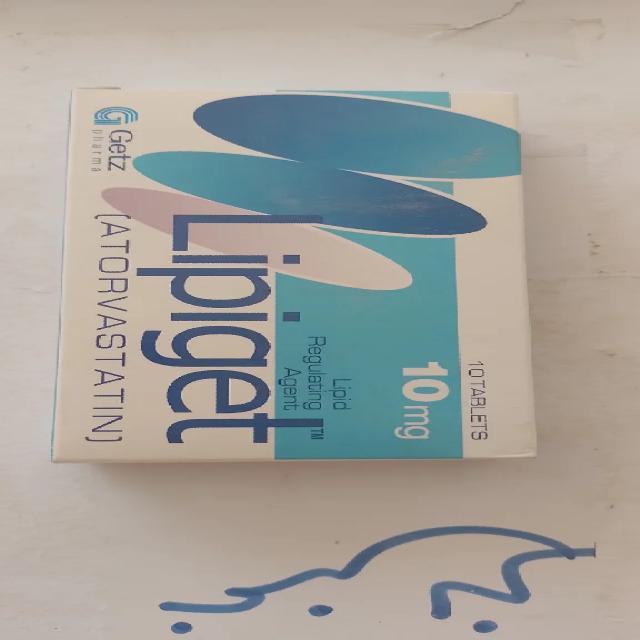 10 TABLETS
10mg
Lipid
Regulating
Agent
Lipiget™
(ATORVASTATIN)
Getz
pharma